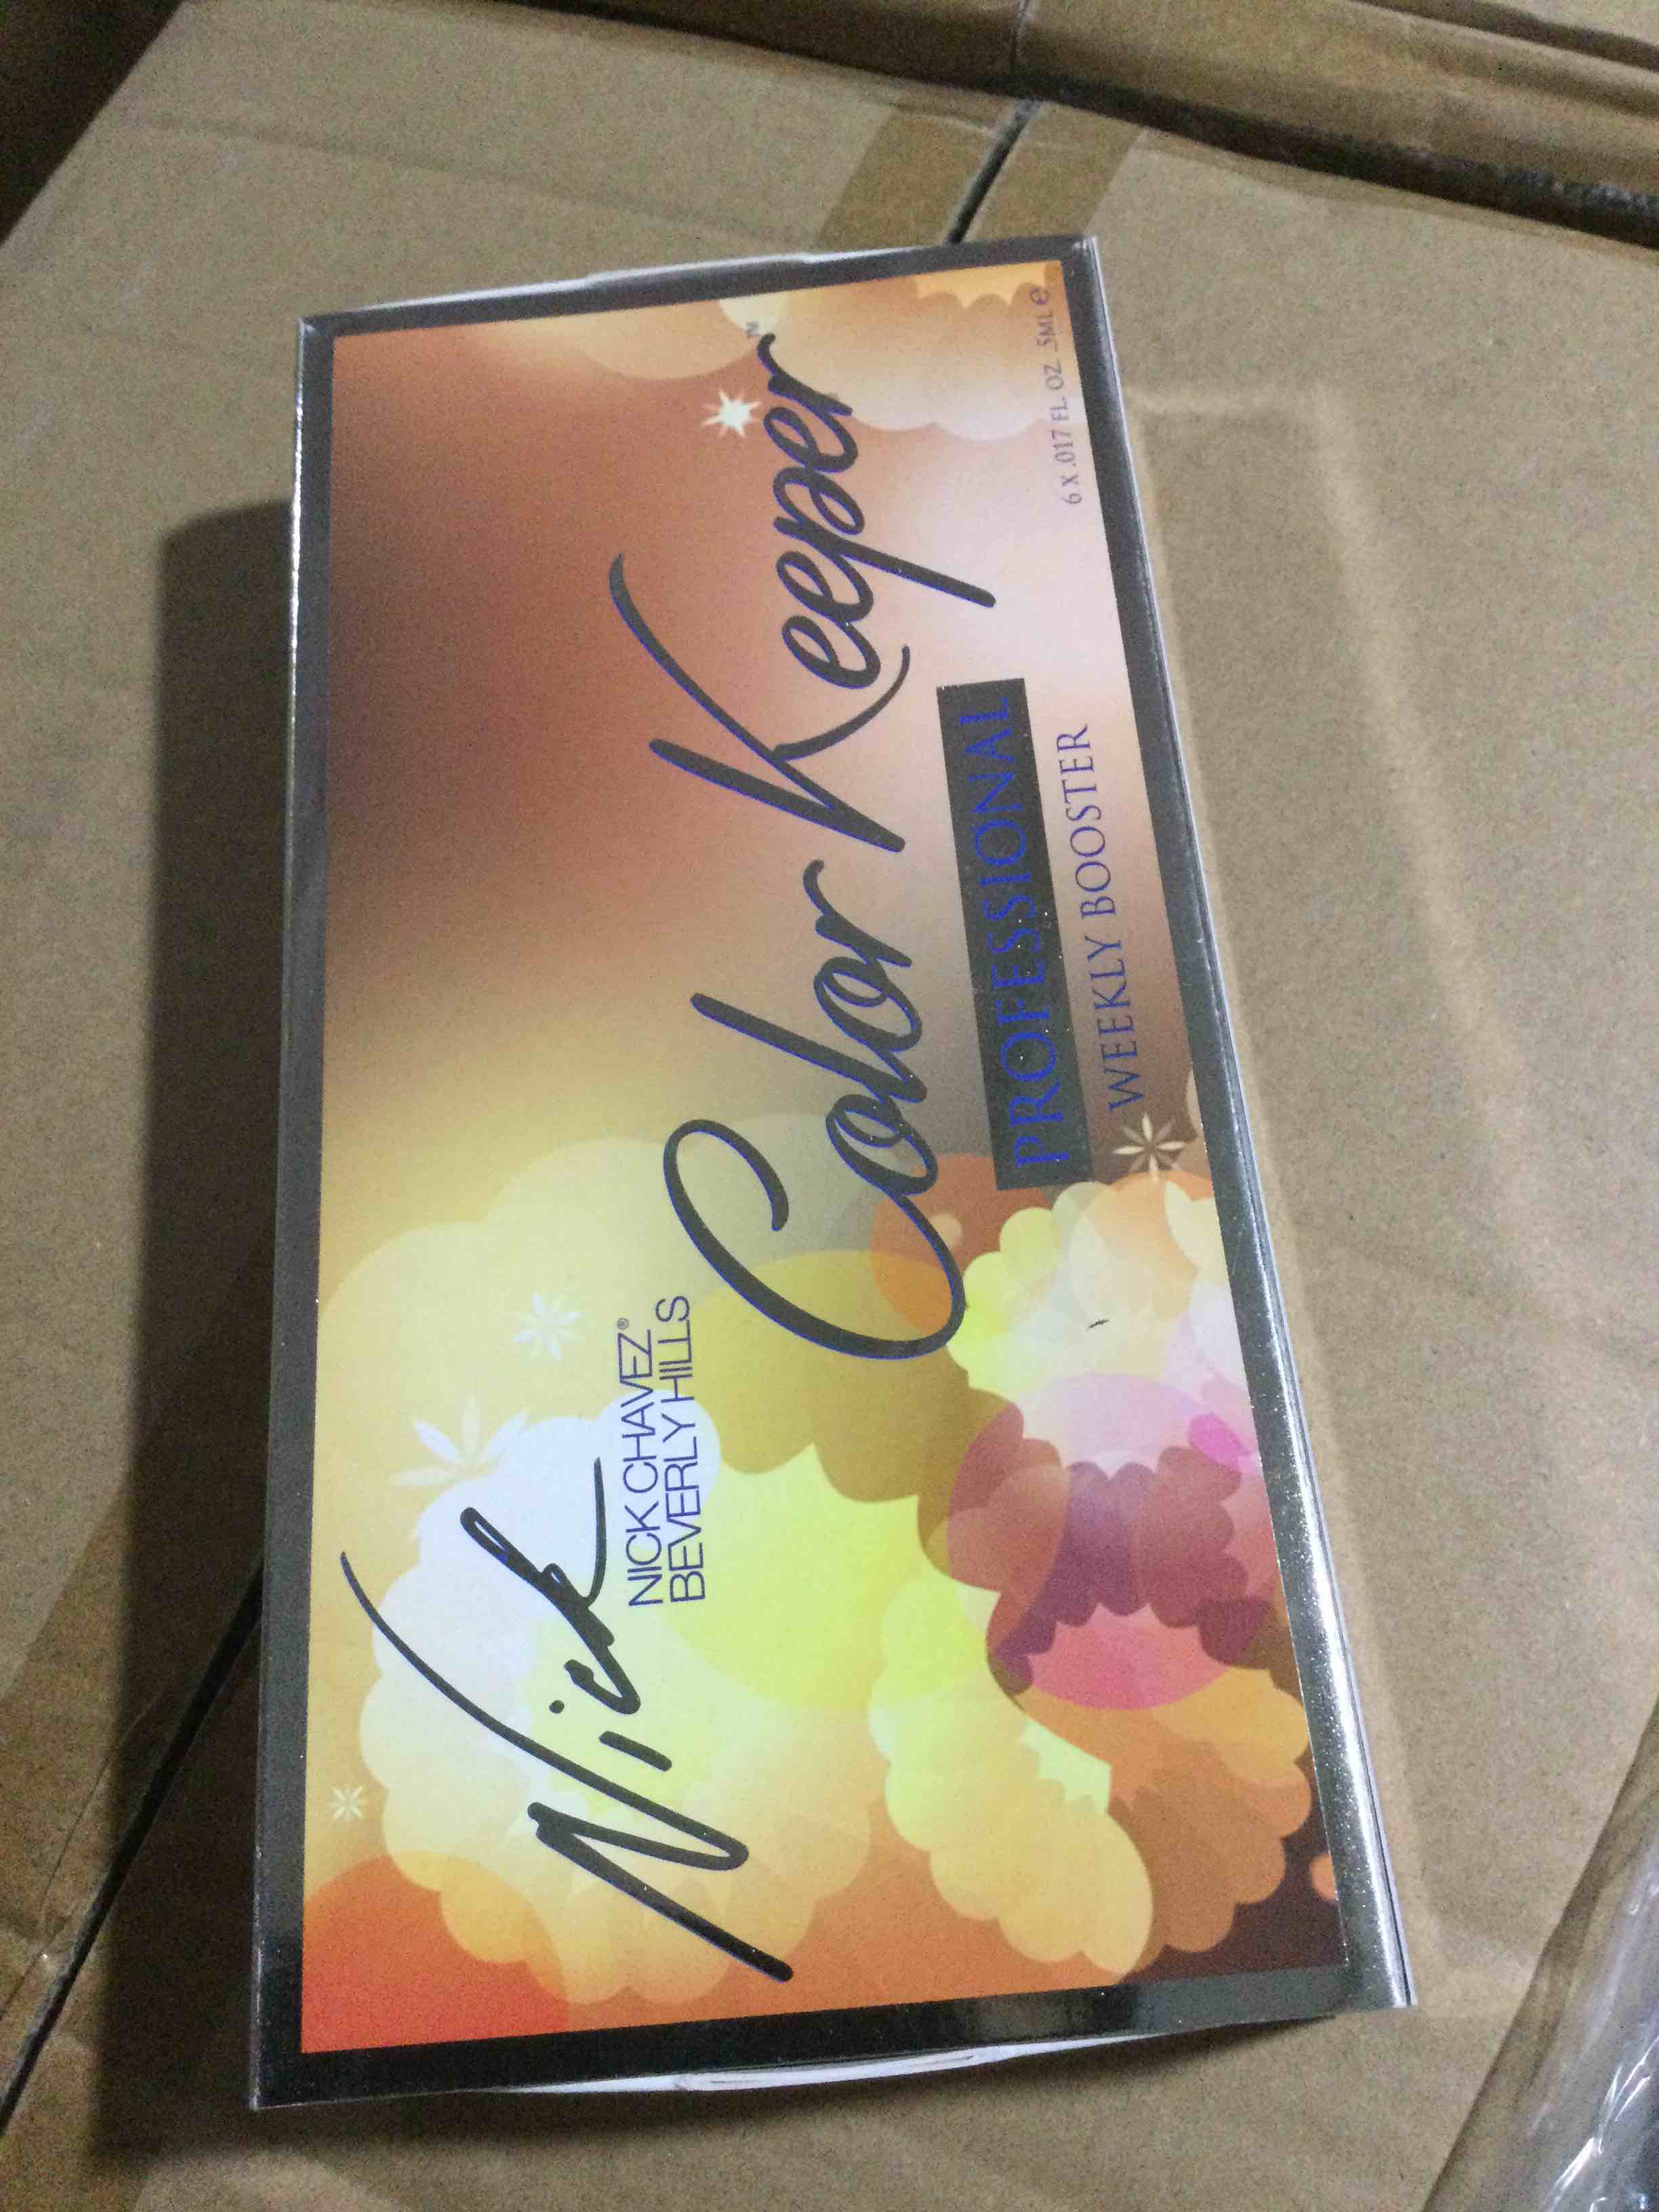 Nick
NICK CHAVEZ®
BEVERLY HILLS
Color Keeper™
PROFESSIONAL
WEEKLY BOOSTER
6 X .017 FL. OZ. .5ML ℮